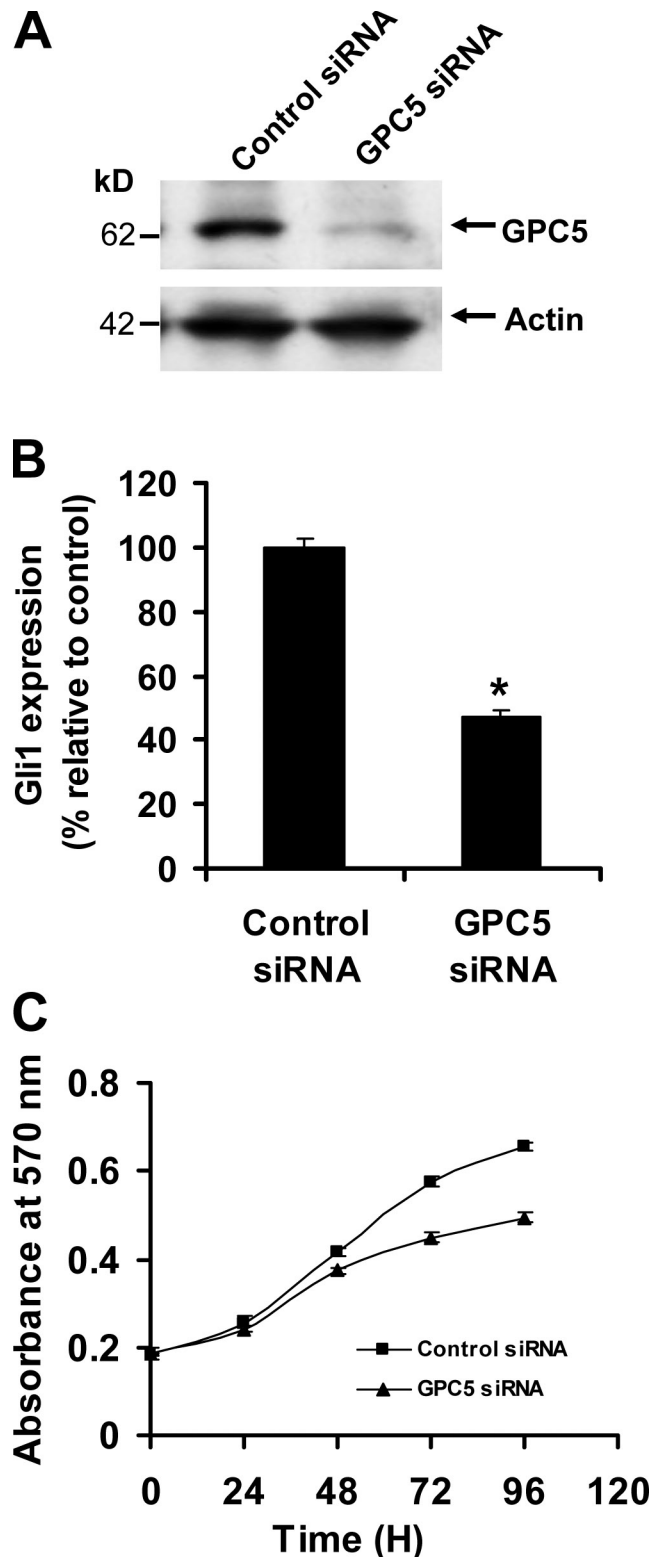 A
Control siRNA
GPC5 siRNA
kD
62
GPC5
42
Actin
B
Gli1 expression
(% relative to control)
120
100
80
60
40
20
0
*
Control
siRNA
GPC5
siRNA
C
Absorbance at 570 nm
0.8
0.6
0.4
0.2
0
Control siRNA
GPC5 siRNA
0 24 48 72 96 120
Time (H)